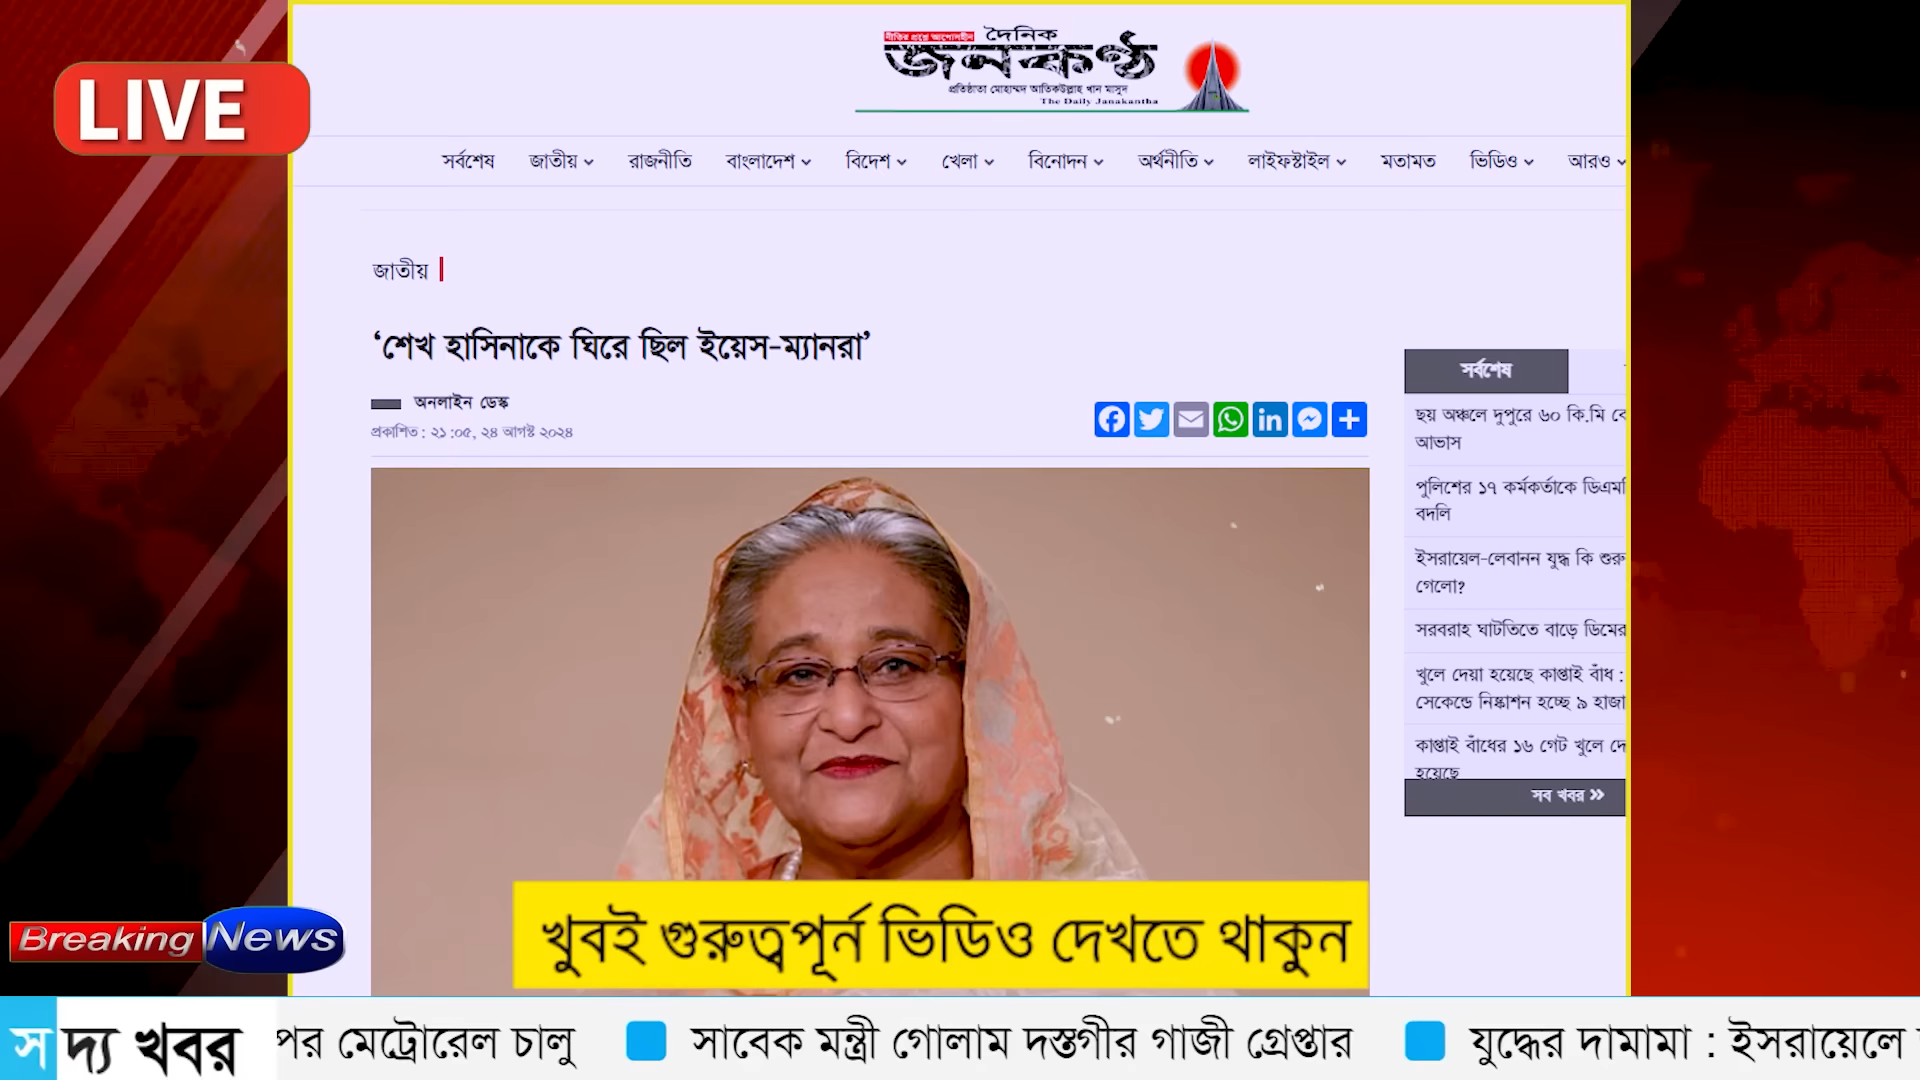 LIVE
নীতির প্রশ্নে আপোসহীন
দৈনিক
জনকণ্ঠ
প্রতিষ্ঠাতা মোহাম্মদ আতিকউল্লাহ খান মাসুদ
The Daily Janakantha
সর্বশেষ জাতীয় রাজনীতি বাংলাদেশ বিদেশ খেলা বিনোদন অর্থনীতি লাইফস্টাইল মতামত ভিডিও আরও
জাতীয়
‘শেখ হাসিনাকে ঘিরে ছিল ইয়েস-ম্যানরা’
অনলাইন ডেস্ক
প্রকাশিত: ২১:০৫, ২৪ আগস্ট ২০২৪
সর্বশেষ
ছয় অঞ্চলে দুপুরে ৬০ কি.মি
আভাস
পুলিশের ১৭ কর্মকর্তাকে
বদলি
ইসরায়েল-লেবানন যুদ্ধ কি
গেলো?
সরবরাহ ঘাটতিতে বাড়ে
খুলে দেয়া হয়েছে কাপ্তাই বাঁধ :
সেকেন্ডে নিষ্কাশন হচ্ছে ৯
কাপ্তাই বাঁধের ১৬ গেট খুলে
হয়েছে
সব খবর »
খুবই গুরুত্বপূর্ন ভিডিও দেখতে থাকুন
Breaking News
সদ্য খবর
পর মেট্রোরেল চালু সাবেক মন্ত্রী গোলাম দস্তগীর গাজী গ্রেপ্তার যুদ্ধের দামামা : ইসরায়েলে